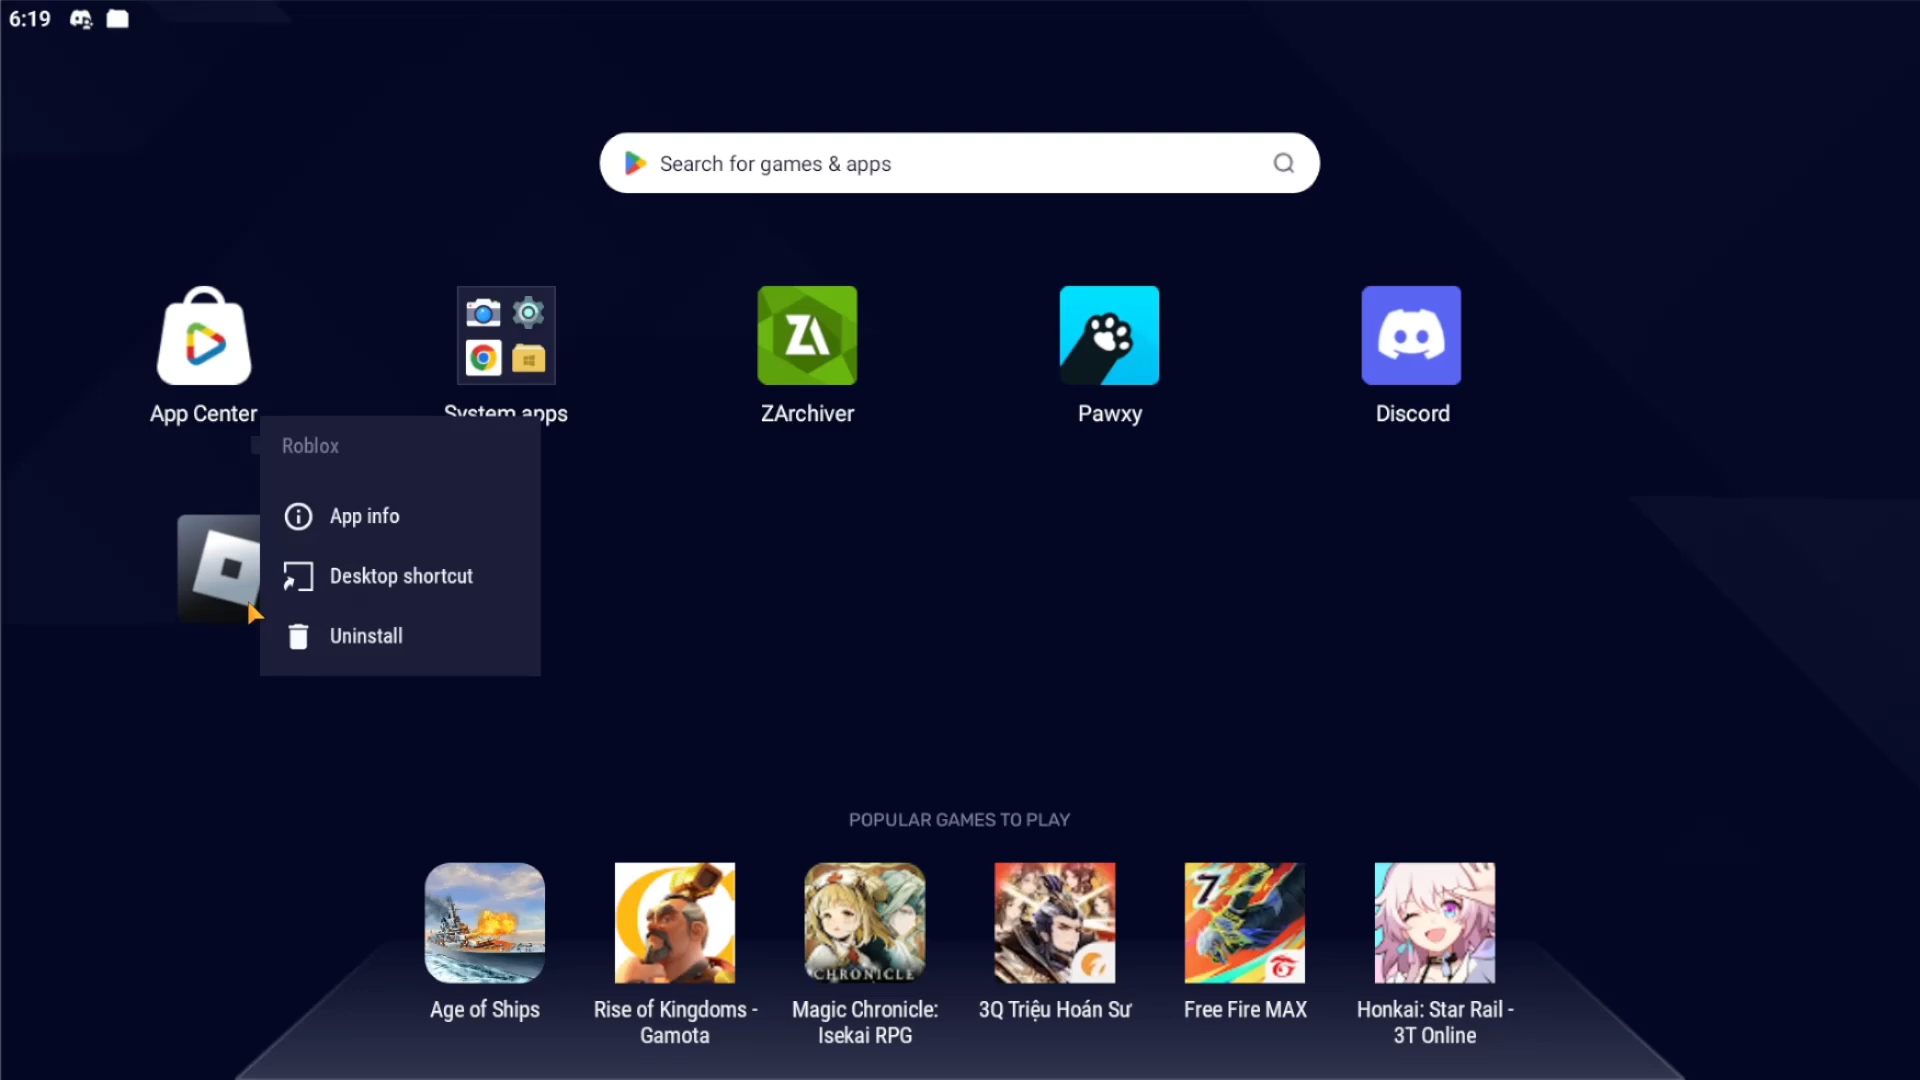 6:19
Search for games & apps
App Center
System apps
ZArchiver
Pawxy
Discord
Roblox
App info
Desktop shortcut
Uninstall
POPULAR GAMES TO PLAY
CHRONICLE
7
Age of Ships
Rise of Kingdoms -
Gamota
Magic Chronicle:
Isekai RPG
3Q Triệu Hoán Sư
Free Fire MAX
Honkai: Star Rail -
3T Online